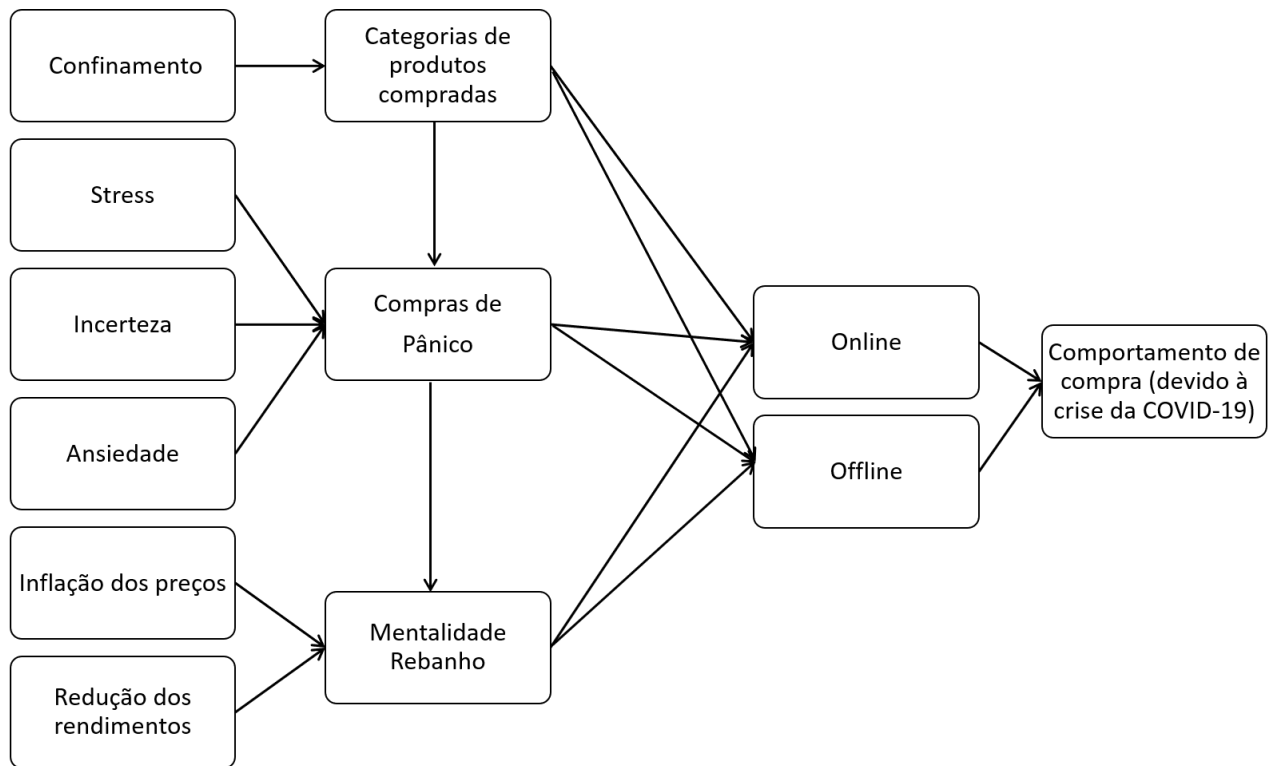 Confinamento
Categorias de
produtos
compradas
Stress
Incerteza
Compras de
Pânico
Ansiedade
Online
Offline
Comportamento de
compra (devido à
crise da COVID-19)
Inflação dos preços
Mentalidade
Rebanho
Redução dos
rendimentos